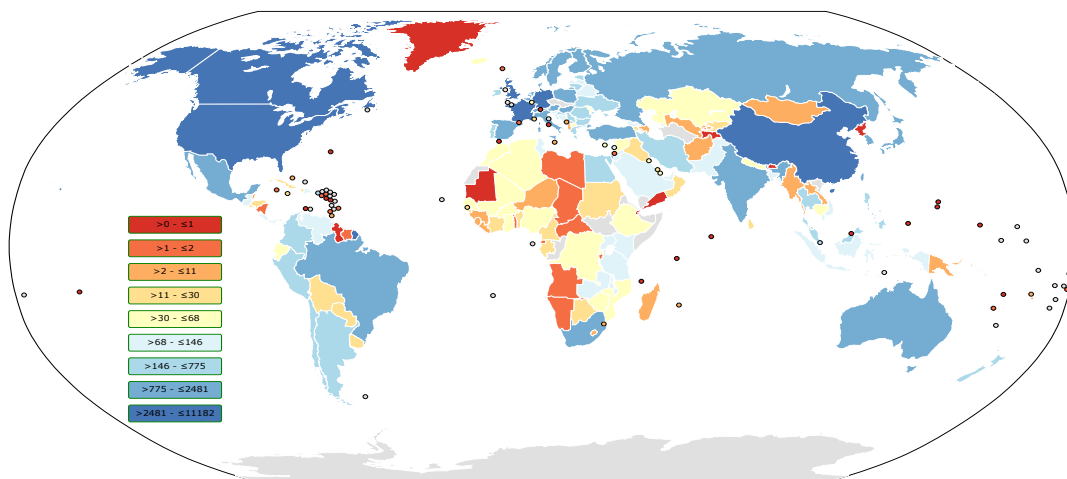 >0 - ≤1
>1 - ≤2
>2 - ≤11
>11 - ≤30
>30 - ≤68
>68 - ≤146
>146 - ≤775
>775 - ≤2481
>2481 - ≤11182